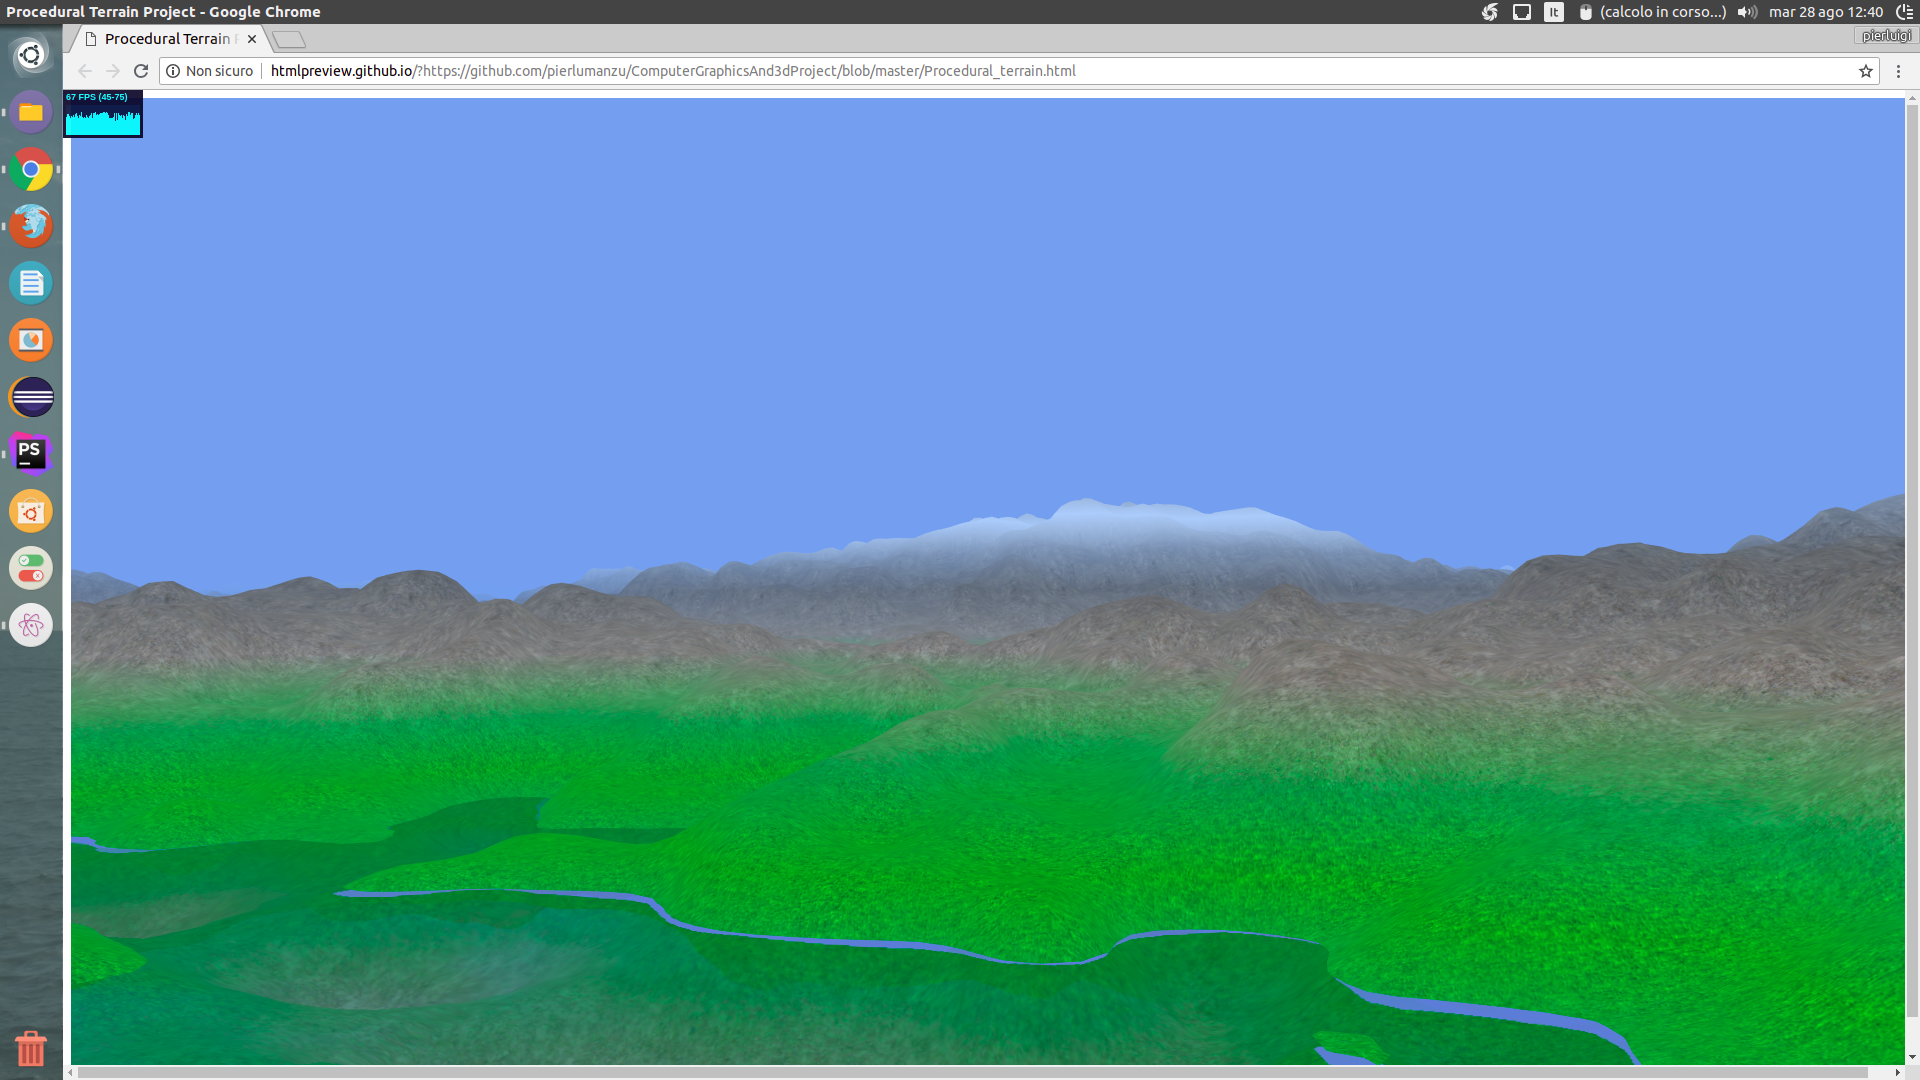 Procedural Terrain Project - Google Chrome
It
(calcolo in corso...)
mar 28 ago 12:40
Procedural Terrain
pierluigi
Non sicuro
htmlpreview.github.io/?https://github.com/pierlumanzu/ComputerGraphicsAnd3dProject/blob/master/Procedural_terrain.html
67 FPS (45-75)
PS